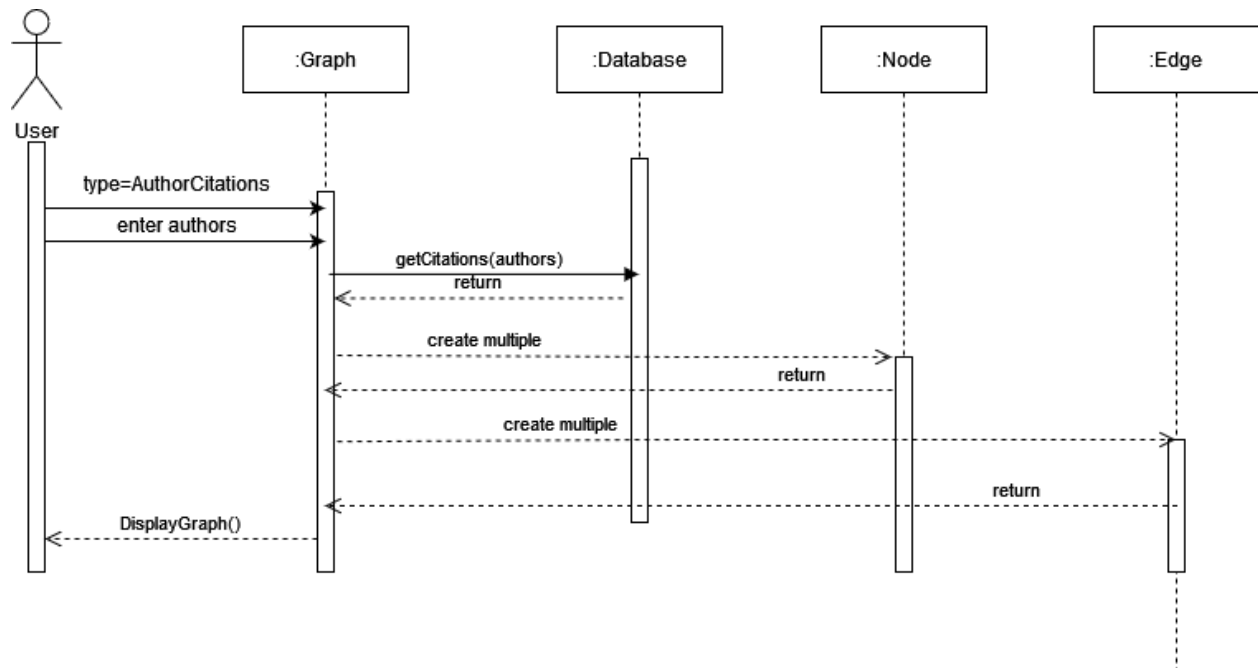 :Graph
:Database
:Node
:Edge
User
type=AuthorCitations
enter authors
getCitations(authors)
return
create multiple
return
create multiple
return
DisplayGraph()